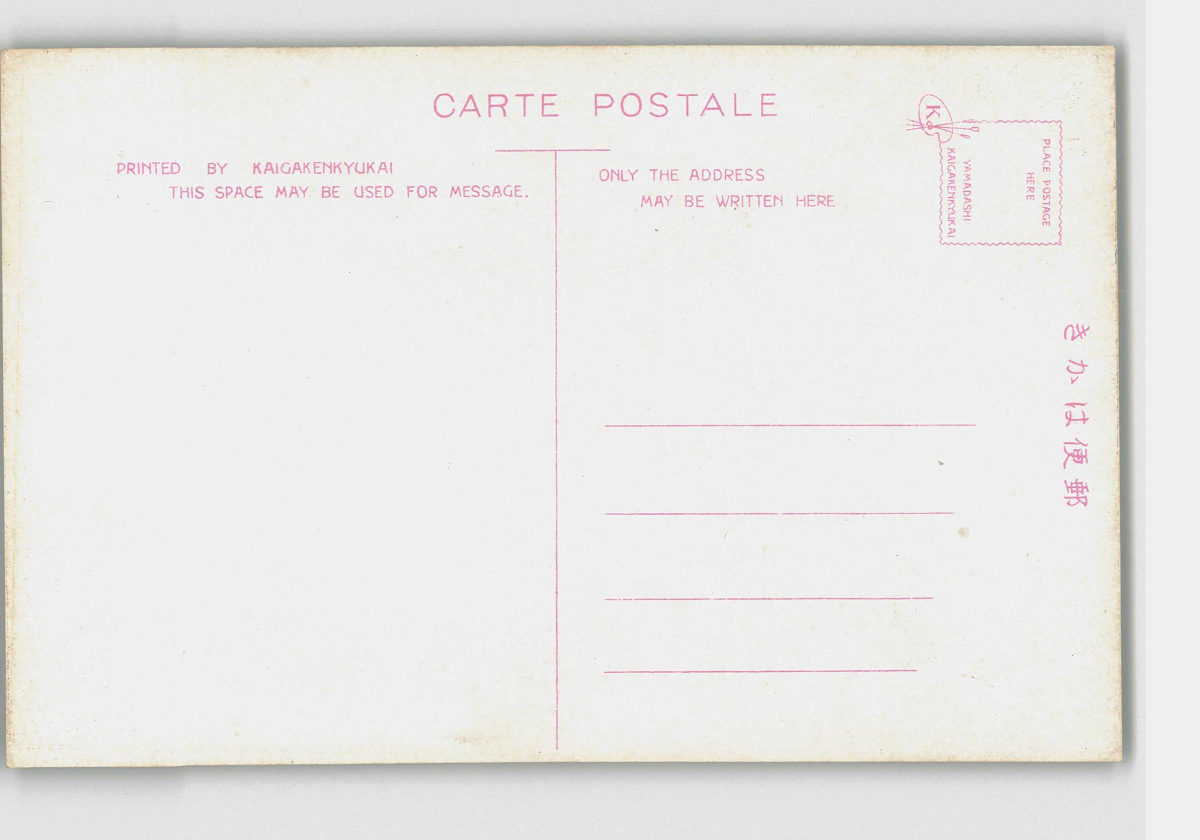 CARTE POSTALE
PRINTED BY KAIGAKENKYUKAI
THIS SPACE MAY BE USED FOR MESSAGE.
ONLY THE ADDRESS
MAY BE WRITTEN HERE
K
PLACE POSTAGE
HERE
YAMADASHI
KAIGAKENKYUKAI
きかは便郵